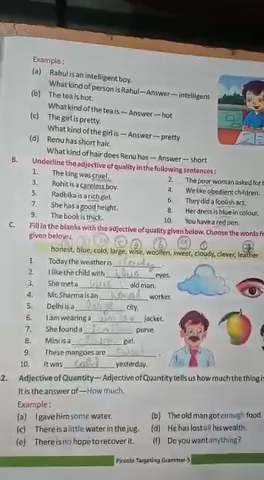 Example :
(a) Rahul is an intelligent boy.
What kind of person is Rahul—Answer — intelligent
(b) The tea is hot.
What kind of the tea is — Answer — hot
(c) The girl is pretty.
What kind of the girl is — Answer — pretty
(d) Renu has short hair.
What kind of hair does Renu has — Answer — short
B. Underline the adjective of quality in the following sentences :
1. The king was cruel.
2. The poor woman asked for
3. Rohit is a careless boy.
4. We like obedient children.
5. Radhika is a rich girl.
6. They did a foolish act.
7. She has a good height.
8. Her dress is blue in colour.
9. The book is thick.
10. You have a red pen.
C. Fill in the blanks with the adjective of quality given below. Choose the words
given below :
honest, blue, cold, large, wise, woollen, sweet, cloudy, clever, leather
1. Today the weather is cloudy
2. I like the child with blue eyes.
3. She met a old man.
4. Mr. Sharma is an honest worker.
5. Delhi is a large city.
6. I am wearing a jacket.
7. She found a purse.
8. Mini is a girl.
9. These mangoes are sweet
10. It was cold yesterday.
2. Adjective of Quantity— Adjective of Quantity tells us how much the thing is
It is the answer of —How much.
Example :
(a) I gave him some water.
(b) The old man got enough food.
(c) There is a little water in the jug.
(d) He has lost all his wealth.
(e) There is no hope to recover it.
(f) Do you want anything?
Piccolo Targeting Grammar-5